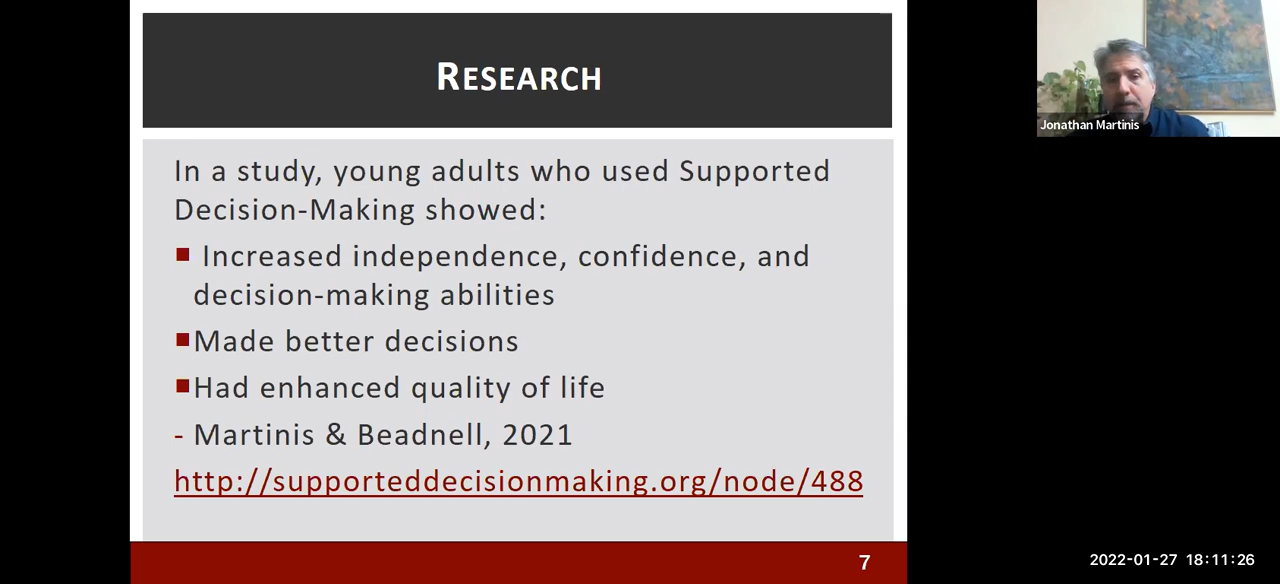 RESEARCH
In a study, young adults who used Supported
Decision-Making showed:
■ Increased independence, confidence, and
decision-making abilities
■Made better decisions
■Had enhanced quality of life
- Martinis & Beadnell, 2021
http://supporteddecisionmaking.org/node/488
7
Jonathan Martinis
2022-01-27 18:11:26